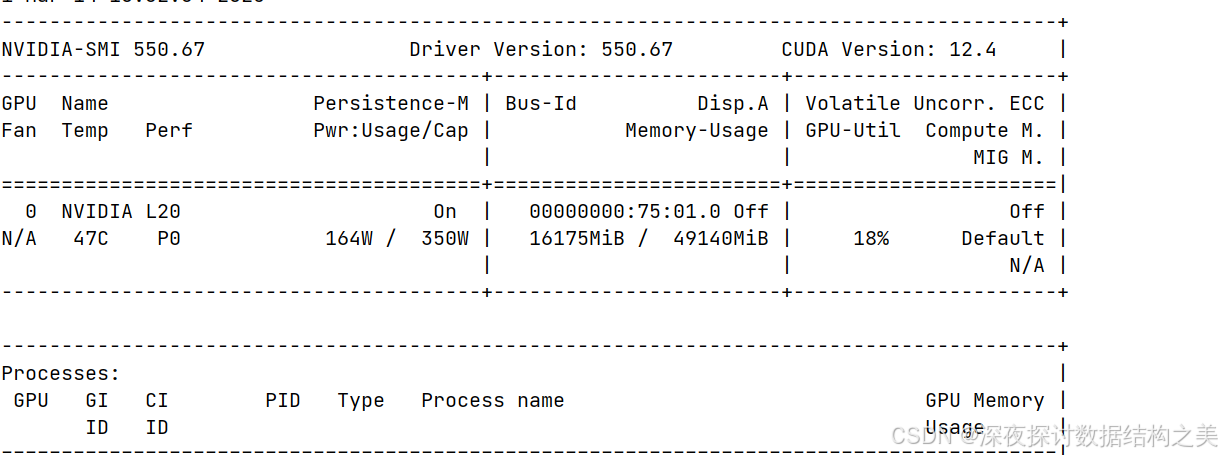 -----------------------------------------------------------------------------------------+
NVIDIA-SMI 550.67                 Driver Version: 550.67         CUDA Version: 12.4     |
----------------------------------------+------------------------+----------------------+
GPU  Name                 Persistence-M | Bus-Id          Disp.A | Volatile Uncorr. ECC |
Fan  Temp   Perf          Pwr:Usage/Cap |           Memory-Usage | GPU-Util  Compute M. |
                                        |                        |               MIG M. |
========================================+========================+======================|
  0  NVIDIA L20                      On  |   00000000:75:01.0 Off |                  Off |
N/A   47C    P0           164W /  350W |   16175MiB /  49140MiB |     18%      Default |
                                        |                        |                  N/A |
----------------------------------------+------------------------+----------------------+
-----------------------------------------------------------------------------------------+
Processes:                                                                              |
 GPU   GI   CI        PID   Type   Process name                              GPU Memory |
       ID   ID                                                               Usage      |
-----------------------------------------------------------------------------------------|
CSDN @深夜探讨数据结构之美